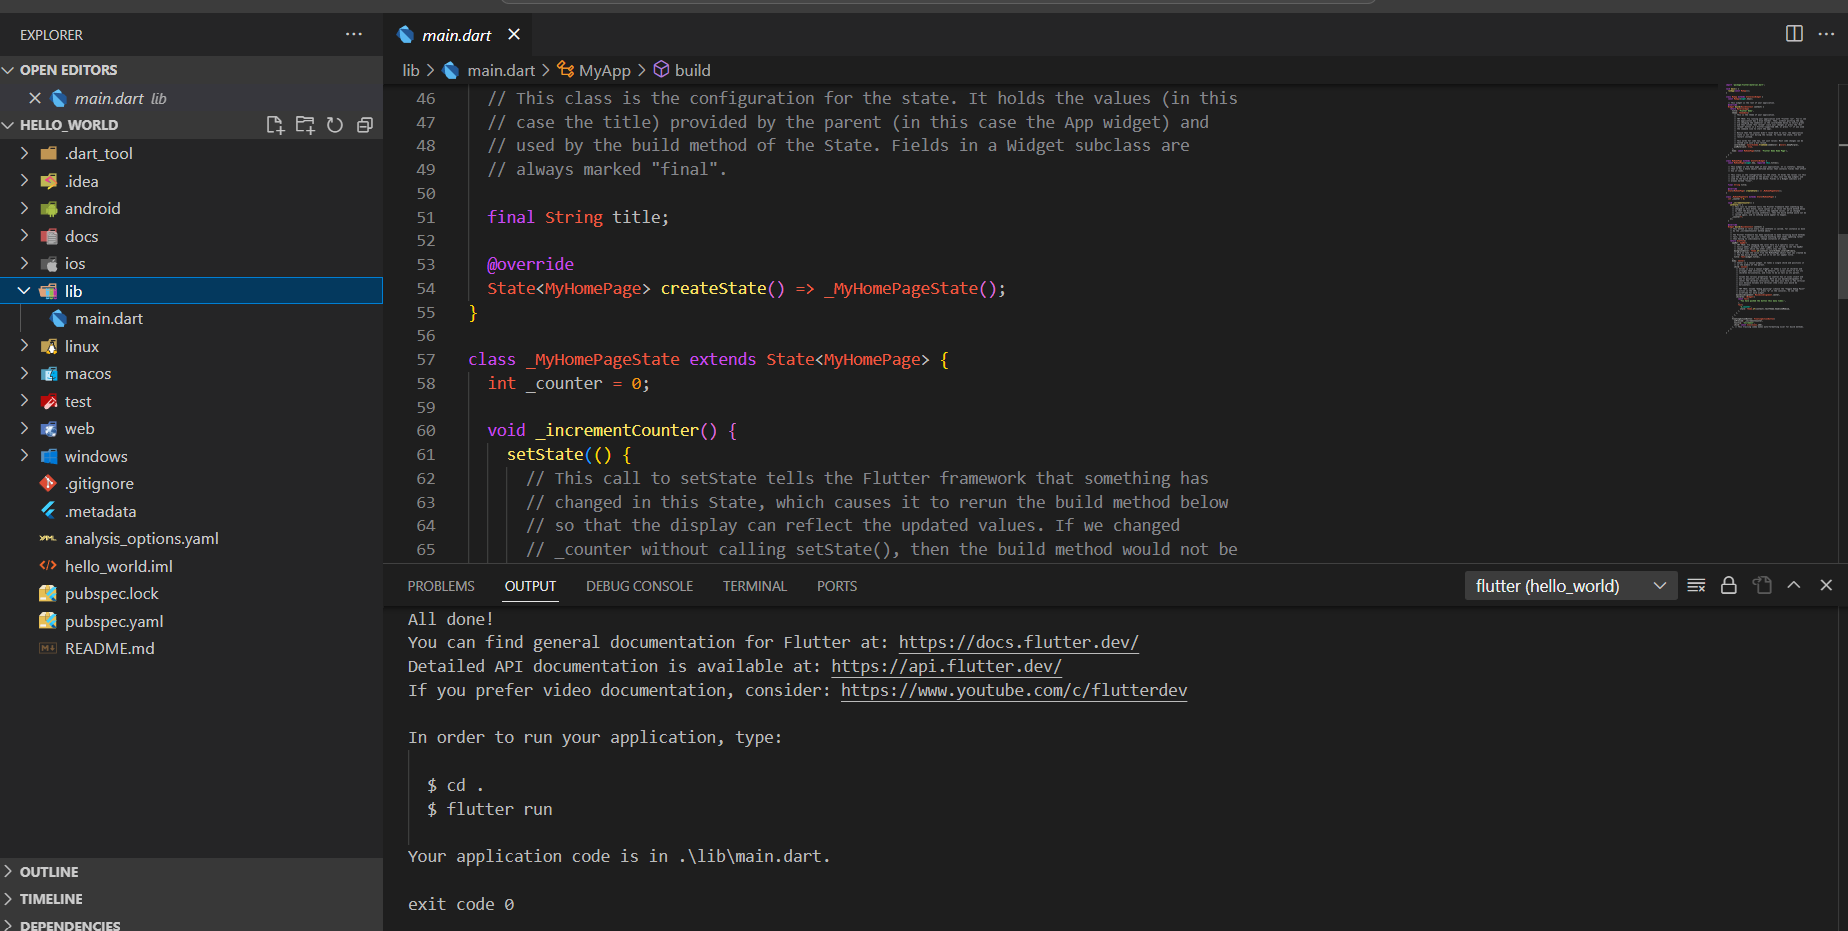 EXPLORER
OPEN EDITORS
main.dart lib
HELLO_WORLD
.dart_tool
.idea
android
docs
ios
lib
main.dart
linux
macos
test
web
windows
.gitignore
.metadata
analysis_options.yaml
hello_world.iml
pubspec.lock
pubspec.yaml
README.md
OUTLINE
TIMELINE
DEPENDENCIES
main.dart
lib > main.dart > MyApp > build
46 // This class is the configuration for the state. It holds the values (in this
47 // case the title) provided by the parent (in this case the App widget) and
48 // used by the build method of the State. Fields in a Widget subclass are
49 // always marked "final".
50
51 final String title;
52
53 @override
54 State<MyHomePage> createState() => _MyHomePageState();
55 }
56
57 class _MyHomePageState extends State<MyHomePage> {
58 int _counter = 0;
59
60 void _incrementCounter() {
61 setState(() {
62 // This call to setState tells the Flutter framework that something has
63 // changed in this State, which causes it to rerun the build method below
64 // so that the display can reflect the updated values. If we changed
65 // _counter without calling setState(), then the build method would not be
PROBLEMS OUTPUT DEBUG CONSOLE TERMINAL PORTS flutter (hello_world)
All done!
You can find general documentation for Flutter at: https://docs.flutter.dev/
Detailed API documentation is available at: https://api.flutter.dev/
If you prefer video documentation, consider: https://www.youtube.com/c/flutterdev
In order to run your application, type:
$ cd .
$ flutter run
Your application code is in .\lib\main.dart.
exit code 0